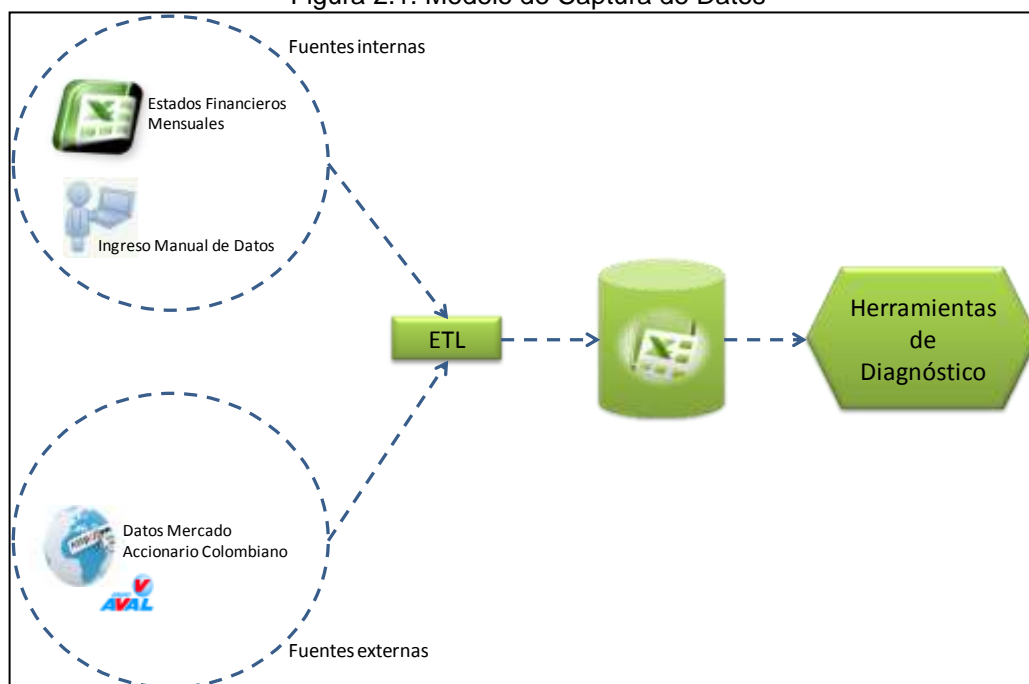 Figura 2.1. Modelo de Captura de Datos
Fuentes internas
Estados Financieros
Mensuales
Ingreso Manual de Datos
ETL
Herramientas
de
Diagnóstico
Datos Mercado
Accionario Colombiano
AVAL
Fuentes externas